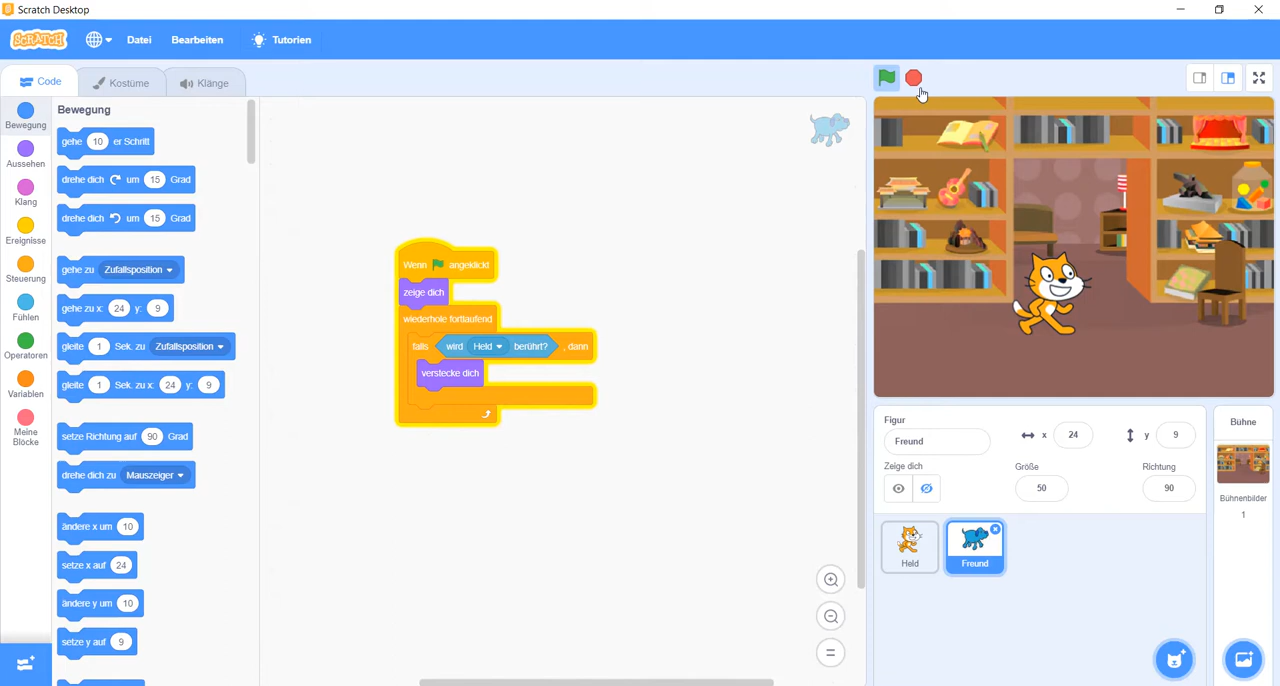 Scratch Desktop
SCRATCH Datei Bearbeiten Tutorien
Code Kostüme Klänge
Bewegung
Aussehen
Klang
Ereignisse
Steuerung
Fühlen
Operatoren
Variablen
Meine
Blöcke
Bewegung
gehe 10 er Schritt
drehe dich um 15 Grad
drehe dich um 15 Grad
gehe zu Zufallsposition
gehe zu x: 24 y: 9
gleite 1 Sek. zu Zufallsposition
gleite 1 Sek. zu x: 24 y: 9
setze Richtung auf 90 Grad
drehe dich zu Mauszeiger
ändere x um 10
setze x auf 24
ändere y um 10
setze y auf 9
Wenn angeklickt
zeige dich
wiederhole fortlaufend
falls wird Held berührt? , dann
verstecke dich
Figur
Freund x 24 y 9
Zeige dich Größe Richtung
50 90
Held Freund
Bühne
Bühnenbilder
1